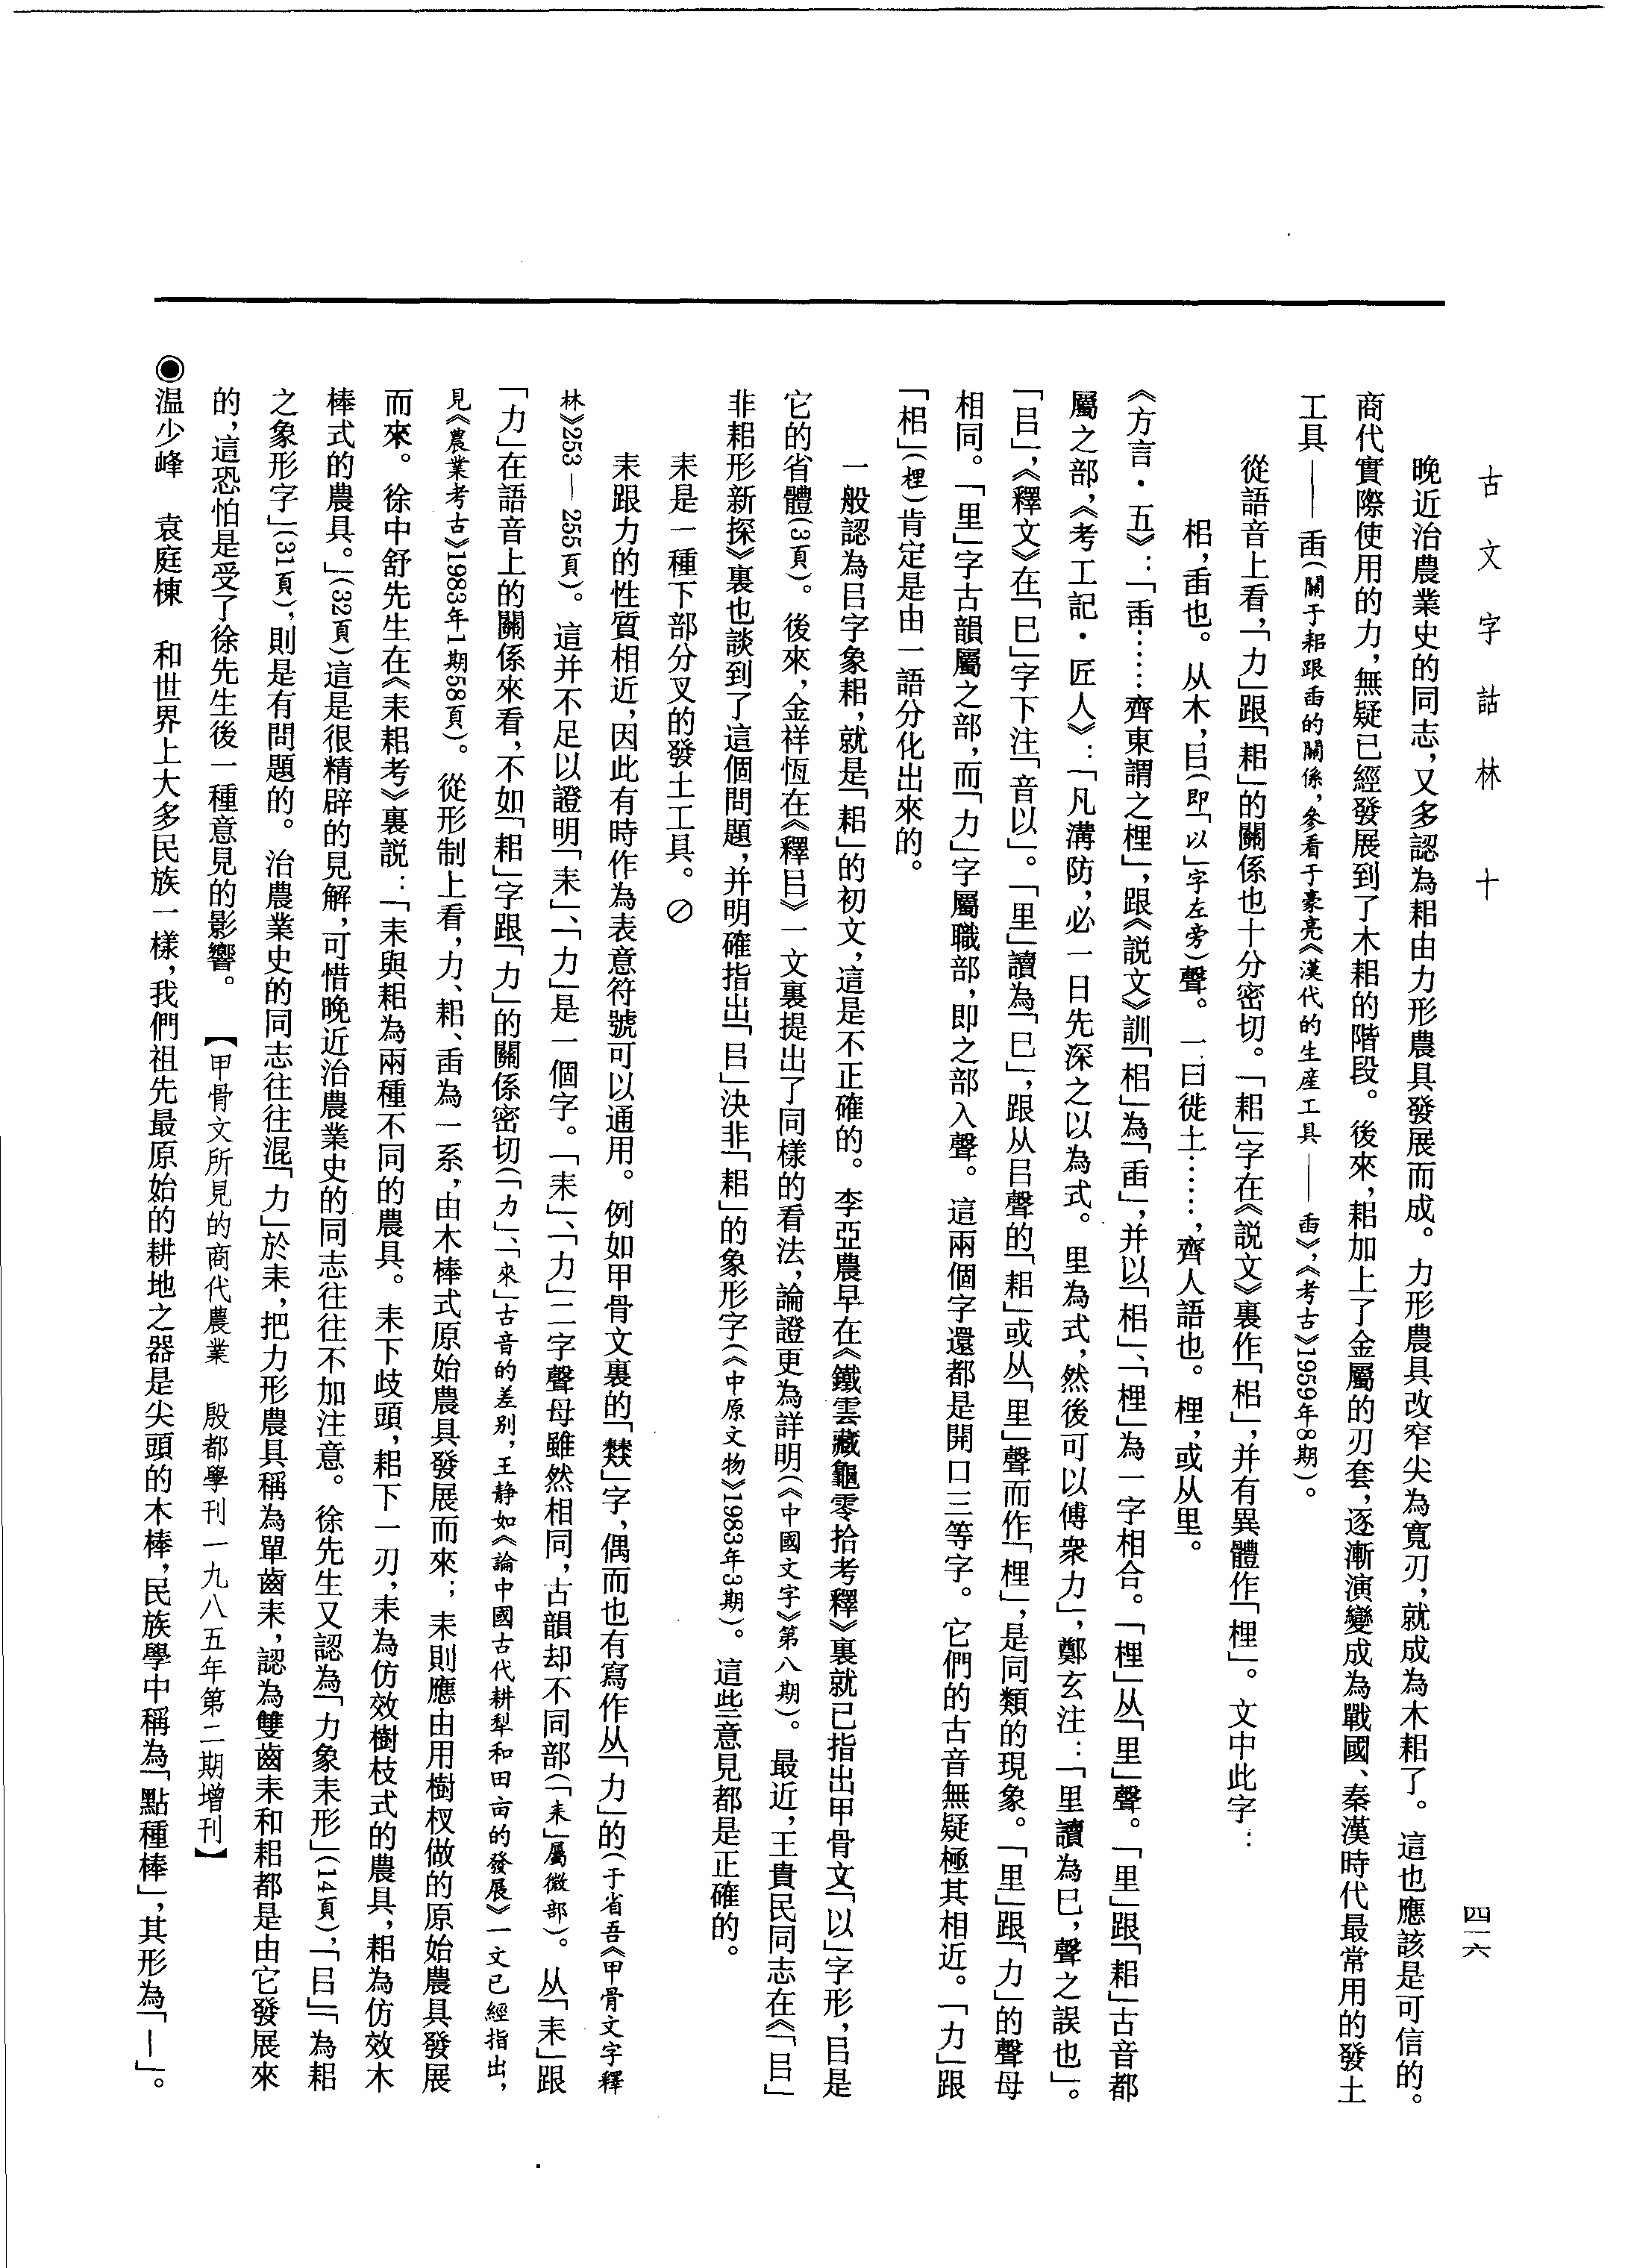 古文字詁林　十
四一六
晚近治農業史的同志，又多認為耜由力形農具發展而成。力形農具改窄尖為寬刃，就成為木耜了。這也應該是可信的。
商代實際使用的力，無疑已經發展到了木耜的階段。後來，耜加上了金屬的刃套，逐漸演變成為戰國、秦漢時代最常用的發土
工具——臿（關于耜跟臿的關係，參看于豪亮《漢代的生産工具——臿》，《考古》1959年8期）。
從語音上看，「力」跟「耜」的關係也十分密切。「耜」字在《説文》裏作「梠」，并有異體作「梩」。文中此字：
梠，臿也。从木，㠯（即「以」字左旁）聲。一曰徙土……，齊人語也。梩，或从里。
《方言·五》：「臿……齊東謂之梩」，跟《説文》訓「梠」為「臿」，并以「梠」、「梩」為一字相合。「梩」从「里」聲。「里」跟「耜」古音都
屬之部，《考工記·匠人》：「凡溝防，必一日先深之以為式。里為式，然後可以傅衆力」，鄭玄注：「里讀為已，聲之誤也」。
「㠯」，《釋文》在「巳」字下注「音以」。「里」讀為「巳」，跟从㠯聲的「耜」或从「里」聲而作「梩」，是同類的現象。「里」跟「力」的聲母
相同。「里」字古韻屬之部，而「力」字屬職部，即之部入聲。這兩個字還都是開口三等字。它們的古音無疑極其相近。「力」跟
「梠」（梩）肯定是由一語分化出來的。
一般認為㠯字象耜，就是「耜」的初文，這是不正確的。李亞農早在《鐵雲藏龜零拾考釋》裏就已指出甲骨文「以」字形，㠯是
它的省體（3頁）。後來，金祥恆在《釋㠯》一文裏提出了同樣的看法，論證更為詳明（《中國文字》第八期）。最近，王貴民同志在《「㠯」
非耜形新探》裏也談到了這個問題，并明確指出「㠯」決非「耜」的象形字（《中原文物》1983年3期）。這些意見都是正確的。
耒是一種下部分叉的發土工具。⊘
耒跟力的性質相近，因此有時作為表意符號可以通用。例如甲骨文裏的「𤊾」字，偶而也有寫作从「力」的（于省吾《甲骨文字釋
林》253—255頁）。這并不足以證明「耒」、「力」是一個字。「耒」、「力」二字聲母雖然相同，古韻却不同部（「耒」屬微部）。从「耒」跟
「力」在語音上的關係來看，不如「耜」字跟「力」的關係密切（「力」、「來」古音的差别，王静如《論中國古代耕犁和田亩的發展》一文已經指出，
見《農業考古》1983年1期58頁）。從形制上看，力、耜、臿為一系，由木棒式原始農具發展而來；耒則應由用樹杈做的原始農具發展
而來。徐中舒先生在《耒耜考》裏説：「耒與耜為兩種不同的農具。耒下歧頭，耜下一刃，耒為仿效樹枝式的農具，耜為仿效木
棒式的農具。」（32頁）這是很精辟的見解，可惜晚近治農業史的同志往往不加注意。徐先生又認為「力象耒形」（14頁），「㠯」「為耜
之象形字」（31頁），則是有問題的。治農業史的同志往往混「力」於耒，把力形農具稱為單齒耒，認為雙齒耒和耜都是由它發展來
的，這恐怕是受了徐先生後一種意見的影響。【甲骨文所見的商代農業　殷都學刊一九八五年第二期增刊】
◉温少峰　袁庭棟　和世界上大多民族一樣，我們祖先最原始的耕地之器是尖頭的木棒，民族學中稱為「點種棒」，其形為「丨」。